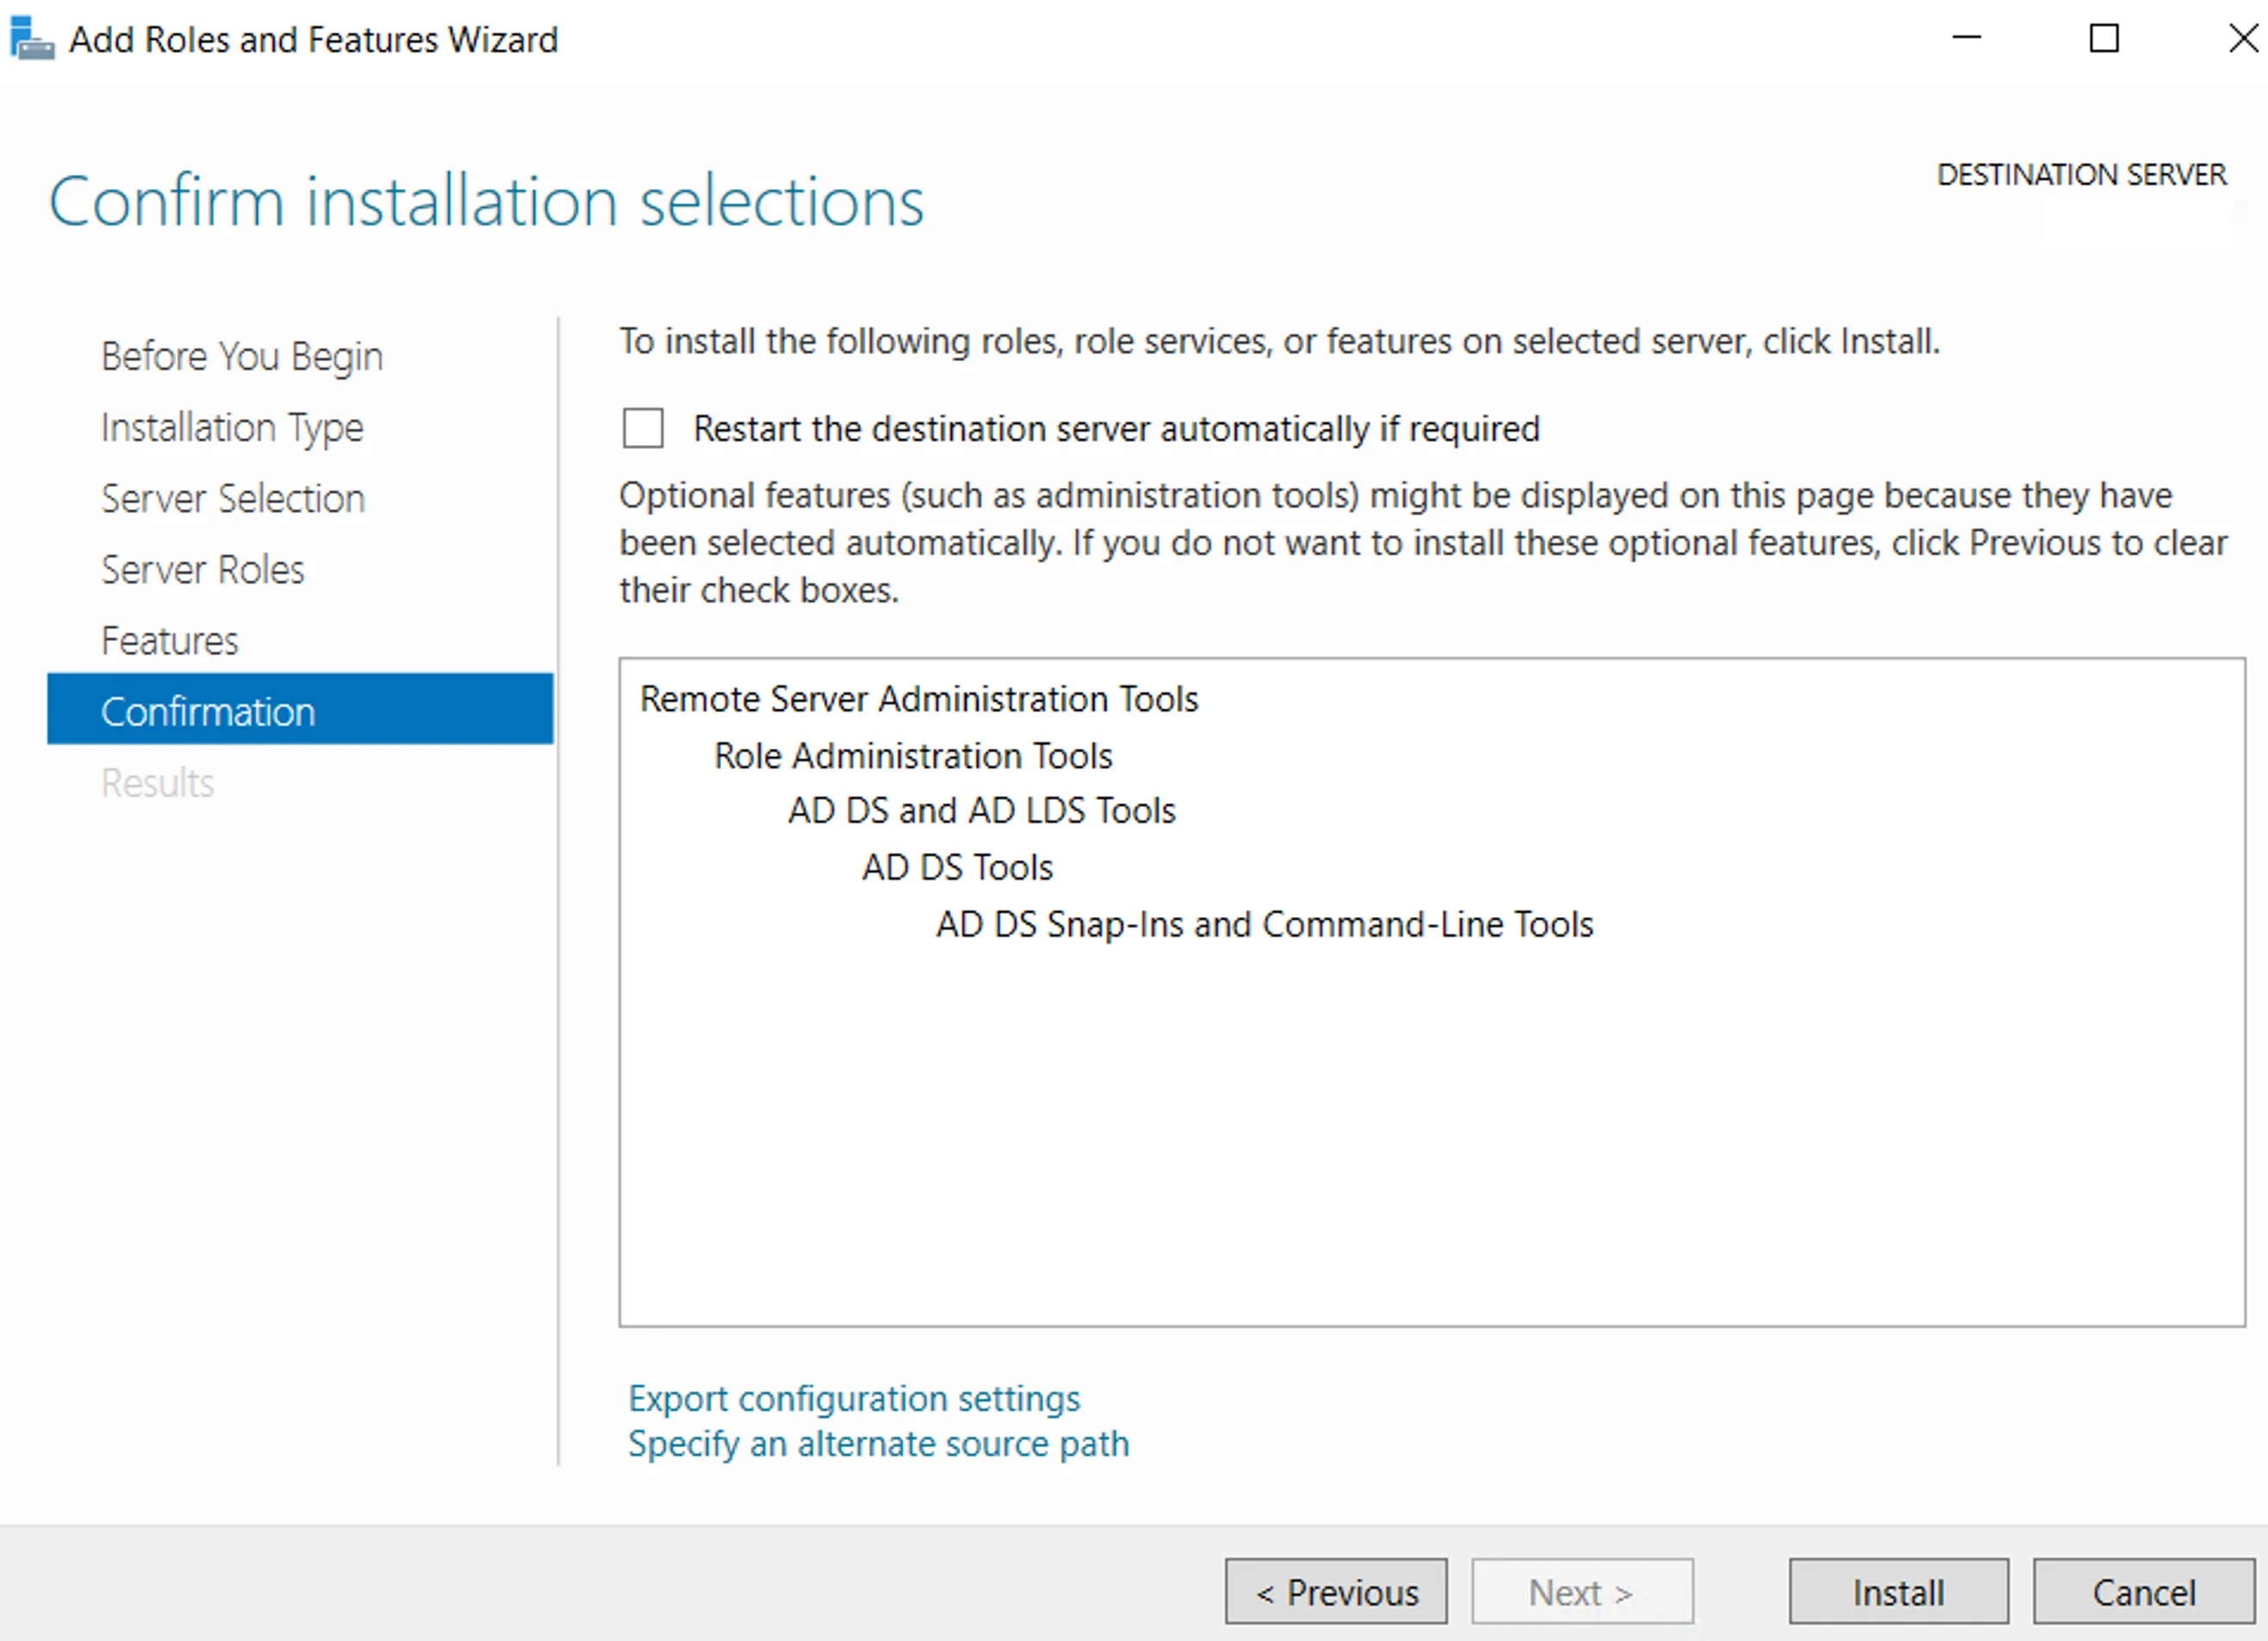 Add Roles and Features Wizard
Confirm installation selections
DESTINATION SERVER
Before You Begin
Installation Type
Server Selection
Server Roles
Features
Confirmation
Results
To install the following roles, role services, or features on selected server, click Install.
Restart the destination server automatically if required
Optional features (such as administration tools) might be displayed on this page because they have
been selected automatically. If you do not want to install these optional features, click Previous to clear
their check boxes.
Remote Server Administration Tools
Role Administration Tools
AD DS and AD LDS Tools
AD DS Tools
AD DS Snap-Ins and Command-Line Tools
Export configuration settings
Specify an alternate source path
< Previous
Next >
Install
Cancel